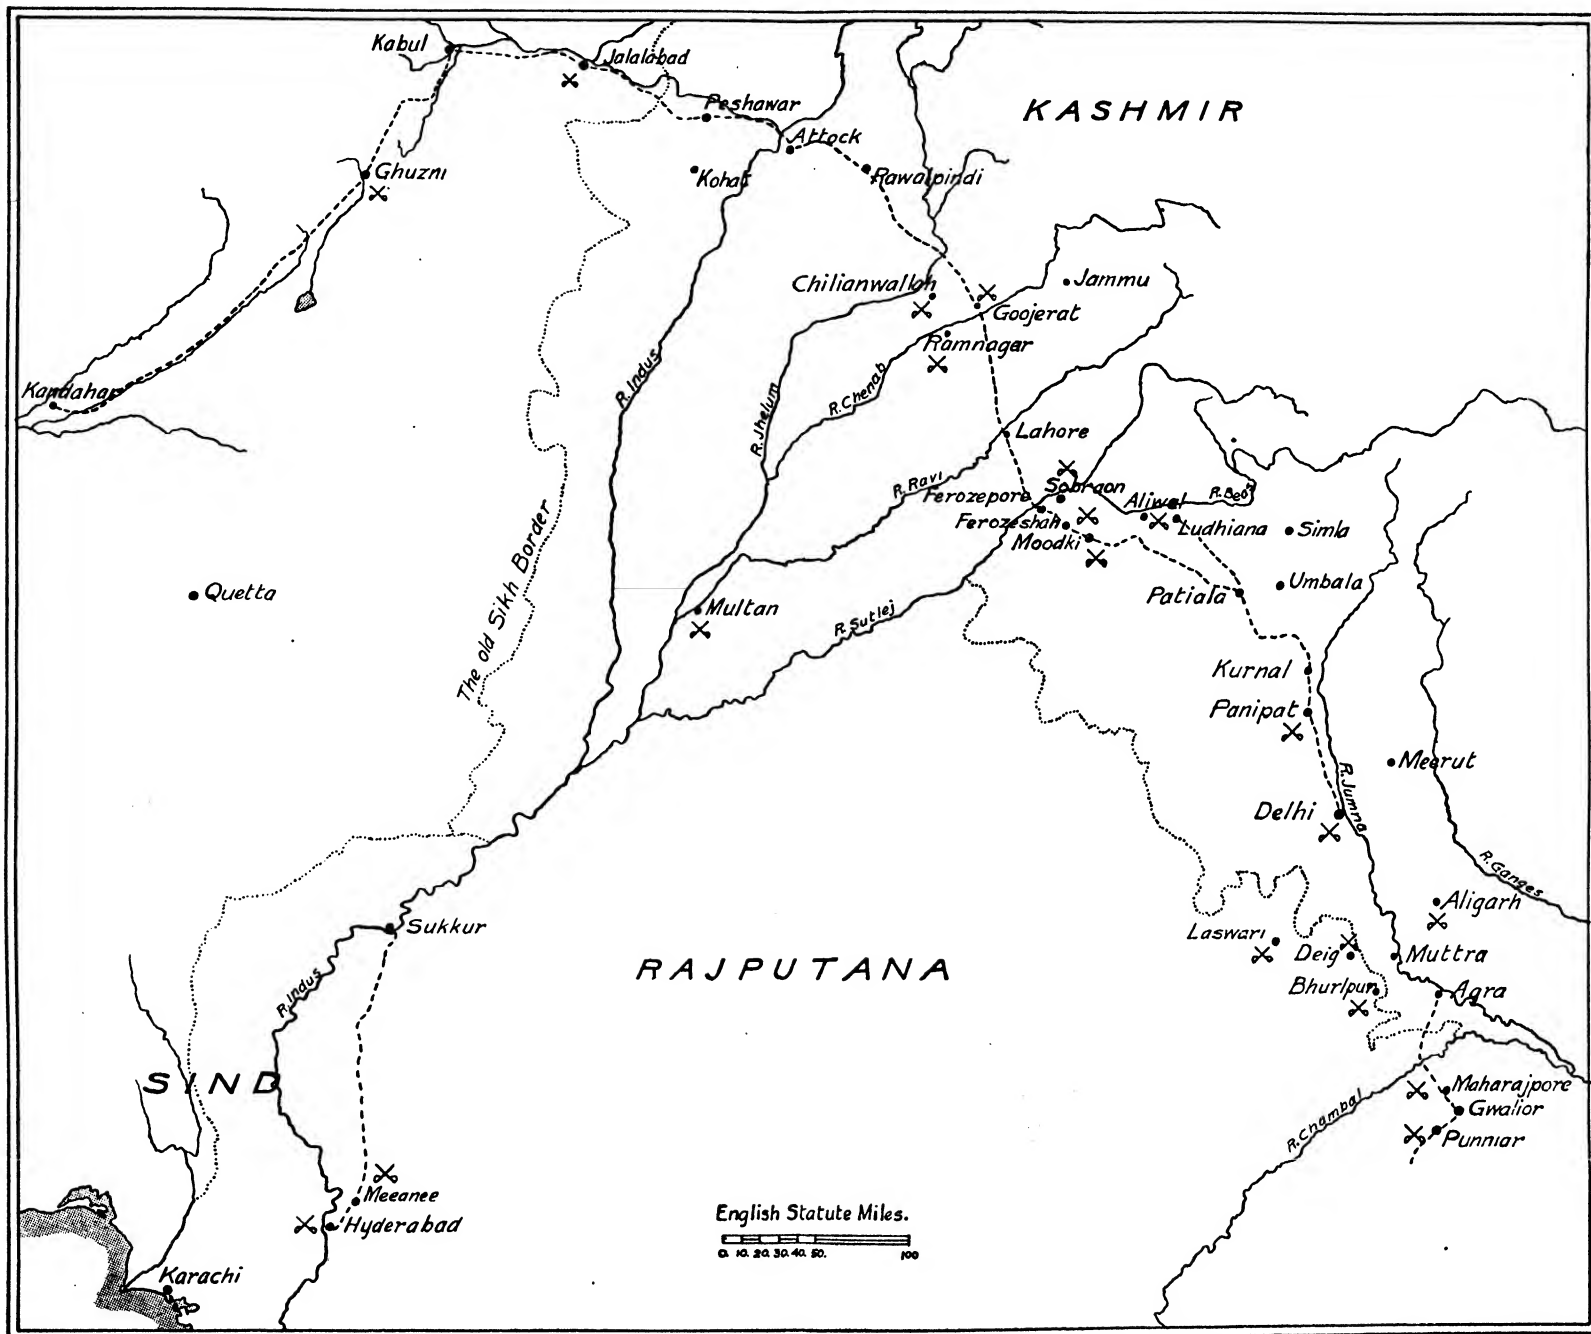 Kabul
Jalalabad
Peshawar
KASHMIR
Attock
Ghuzni
Kohat
Rawalpindi
Chilianwallah
Jammu
Goojerat
Ramnagar
R. Indus
Kandahar
R. Jhelum
R. Chenab
Lahore
R. Ravi
Ferozepore
Sobraon
Aliwal
R. Beas
Ferozeshah
Ludhiana
Simla
Moodki
The old Sikh Border
Quetta
Multan
R. Sutlej
Patiala
Umbala
Kurnal
Panipat
Meerut
Delhi
R. Jumna
R. Ganges
Aligarh
Sukkur
Laswari
Deig
Muttra
RAJPUTANA
R. Indus
Bhurlpur
Agra
SIND
Maharajpore
Gwalior
R. Chambal
Punniar
Meeanee
Hyderabad
English Statute Miles.
0. 10. 20. 30. 40. 50. 100
Karachi